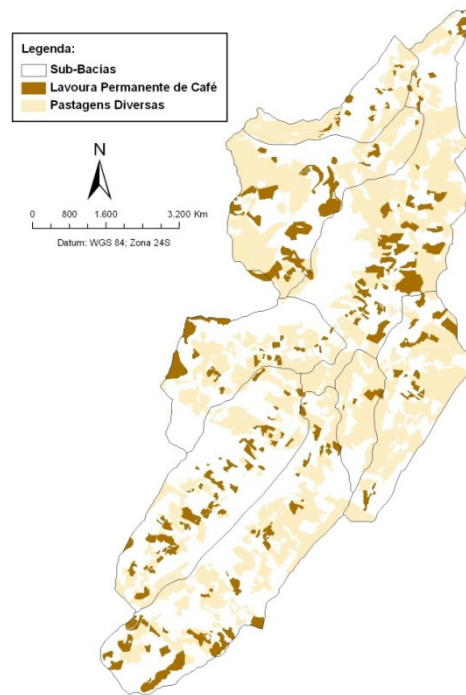 Legenda:
Sub-Bacias
Lavoura Permanente de Café
Pastagens Diversas
N
0 800 1.600 3.200 Km
Datum: WGS 84; Zona 24S